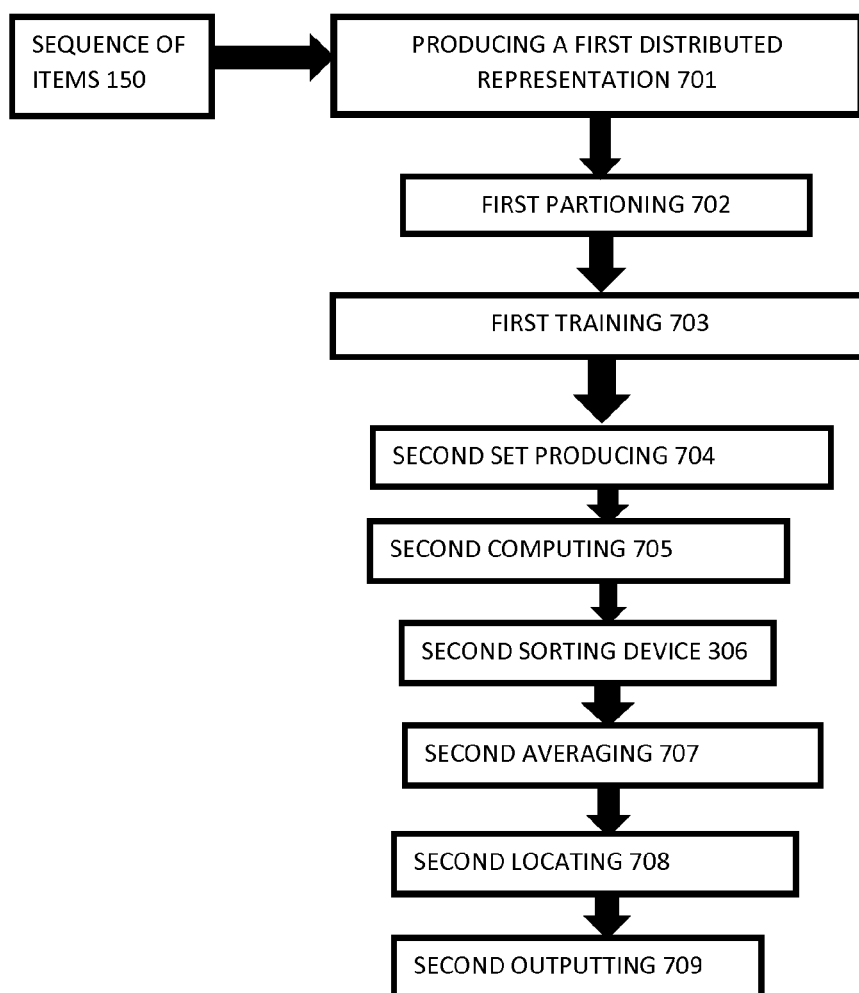 SEQUENCE OF
ITEMS 150
PRODUCING A FIRST DISTRIBUTED
REPRESENTATION 701
FIRST PARTIONING 702
FIRST TRAINING 703
SECOND SET PRODUCING 704
SECOND COMPUTING 705
SECOND SORTING DEVICE 306
SECOND AVERAGING 707
SECOND LOCATING 708
SECOND OUTPUTTING 709